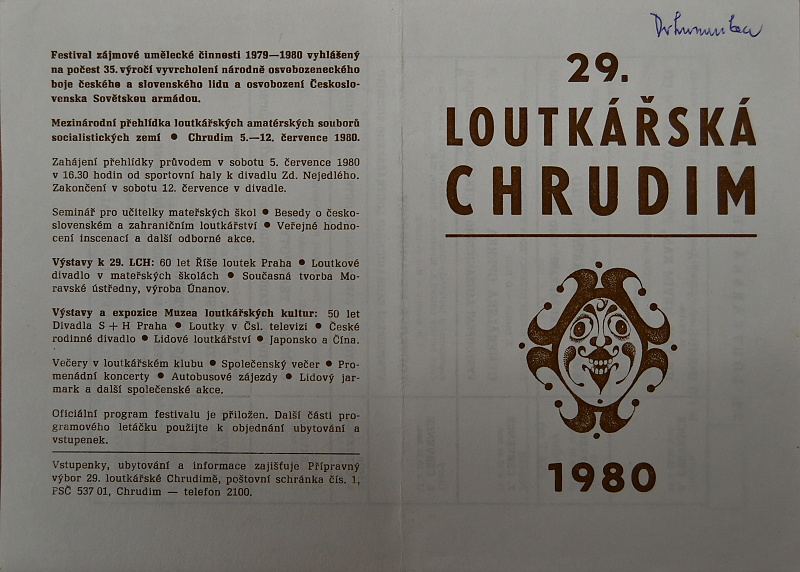 Festival zájmové umělecké činnosti 1979—1980 vyhlášený
na počest 35. výročí vyvrcholení národně osvobozeneckého
boje českého a slovenského lidu a osvobození Českoslo-
venska Sovětskou armádou.
Mezinárodní přehlídka loutkářských amatérských souborů
socialistických zemí ● Chrudim 5.—12. července 1980.
Zahájení přehlídky průvodem v sobotu 5. července 1980
v 16.30 hodin od sportovní haly k divadlu Zd. Nejedlého.
Zakončení v sobotu 12. července v divadle.
Seminář pro učitelky mateřských škol ● Besedy o česko-
slovenském a zahraničním loutkářství ● Veřejné hodno-
cení inscenací a další odborné akce.
Výstavy k 29. LCH: 60 let Říše loutek Praha ● Loutkové
divadlo v mateřských školách ● Současná tvorba Mo-
ravské ústředny, výroba Únanov.
Výstavy a expozice Muzea loutkářských kultur: 50 let
Divadla S + H Praha ● Loutky v Čsl. televizi ● České
rodinné divadlo ● Lidové loutkářství ● Japonsko a Čína.
Večery v loutkářském klubu ● Společenský večer ● Pro-
menádní koncerty ● Autobusové zájezdy ● Lidový jar-
mark a další společenské akce.
Oficiální program festivalu je přiložen. Další části pro-
gramového letáčku použijte k objednání ubytování a
vstupenek.
Vstupenky, ubytování a informace zajišťuje Přípravný
výbor 29. loutkářské Chrudimě, poštovní schránka čís. 1,
PSČ 537 01, Chrudim — telefon 2100.
29.
LOUTKÁŘSKÁ
CHRUDIM
1980